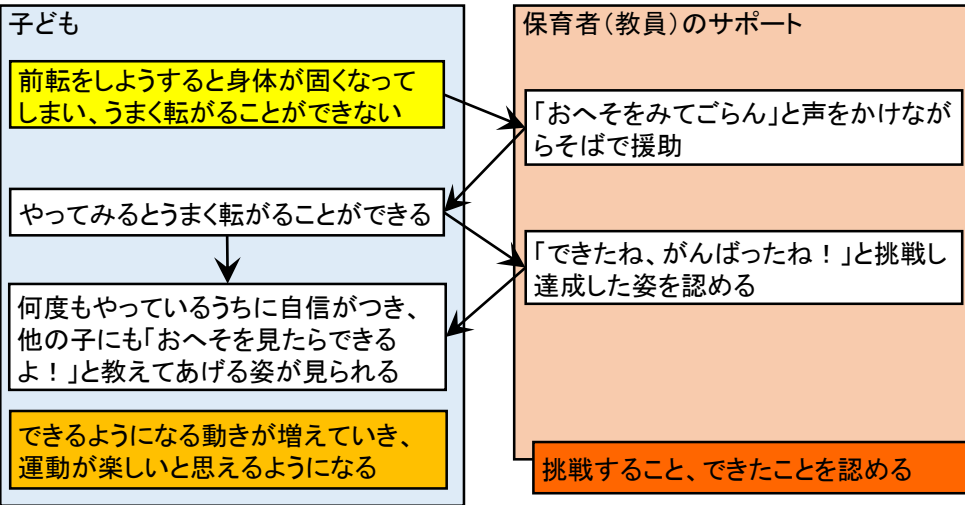 子ども
前転をしようすると身体が固くなって
しまい、うまく転がることができない
やってみるとうまく転がることができる
何度もやっているうちに自信がつき、
他の子にも「おへそを見たらできる
よ！」と教えてあげる姿が見られる
できるようになる動きが増えていき、
運動が楽しいと思えるようになる
保育者（教員）のサポート
「おへそをみてごらん」と声をかけなが
らそばで援助
「できたね、がんばったね！」と挑戦し
達成した姿を認める
挑戦すること、できたことを認める